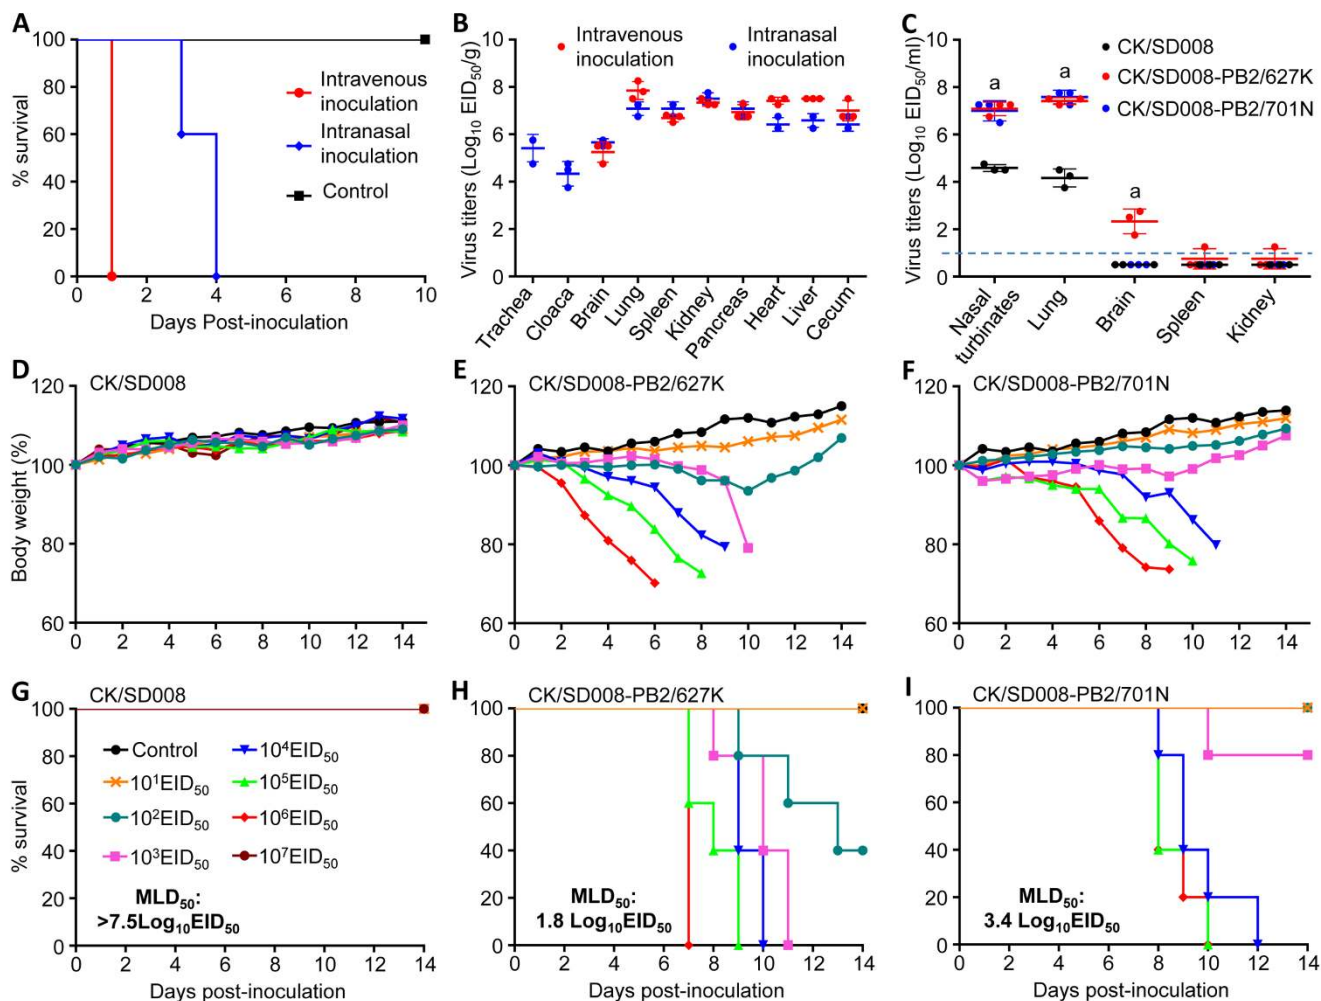 A
% survival
100
80
60
40
20
0
0
2
4
6
8
10
Days Post-inoculation
Intravenous
inoculation
Intranasal
inoculation
Control
B
Virus titers (Log₁₀ EID₅₀/g)
10
8
6
4
2
0
Intravenous
inoculation
Intranasal
inoculation
Trachea
Cloaca
Brain
Lung
Spleen
Kidney
Pancreas
Heart
Liver
Cecum
C
Virus titers (Log₁₀ EID₅₀/ml)
10
8
6
4
2
0
CK/SD008
CK/SD008-PB2/627K
CK/SD008-PB2/701N
a
a
a
Nasal
turbinates
Lung
Brain
Spleen
Kidney
D
CK/SD008
Body weight (%)
120
100
80
60
0 2 4 6 8 10 12 14
E
CK/SD008-PB2/627K
120
100
80
60
0 2 4 6 8 10 12 14
F
CK/SD008-PB2/701N
120
100
80
60
0 2 4 6 8 10 12 14
G
CK/SD008
% survival
100
80
60
40
20
0
Control
10¹EID₅₀
10²EID₅₀
10³EID₅₀
10⁴EID₅₀
10⁵EID₅₀
10⁶EID₅₀
10⁷EID₅₀
MLD₅₀:
>7.5Log₁₀EID₅₀
0 2 4 6 8 10 12 14
Days post-inoculation
H
CK/SD008-PB2/627K
100
80
60
40
20
0
MLD₅₀:
1.8 Log₁₀EID₅₀
0 2 4 6 8 10 12 14
Days post-inoculation
I
CK/SD008-PB2/701N
100
80
60
40
20
0
MLD₅₀:
3.4 Log₁₀EID₅₀
0 2 4 6 8 10 12 14
Days post-inoculation